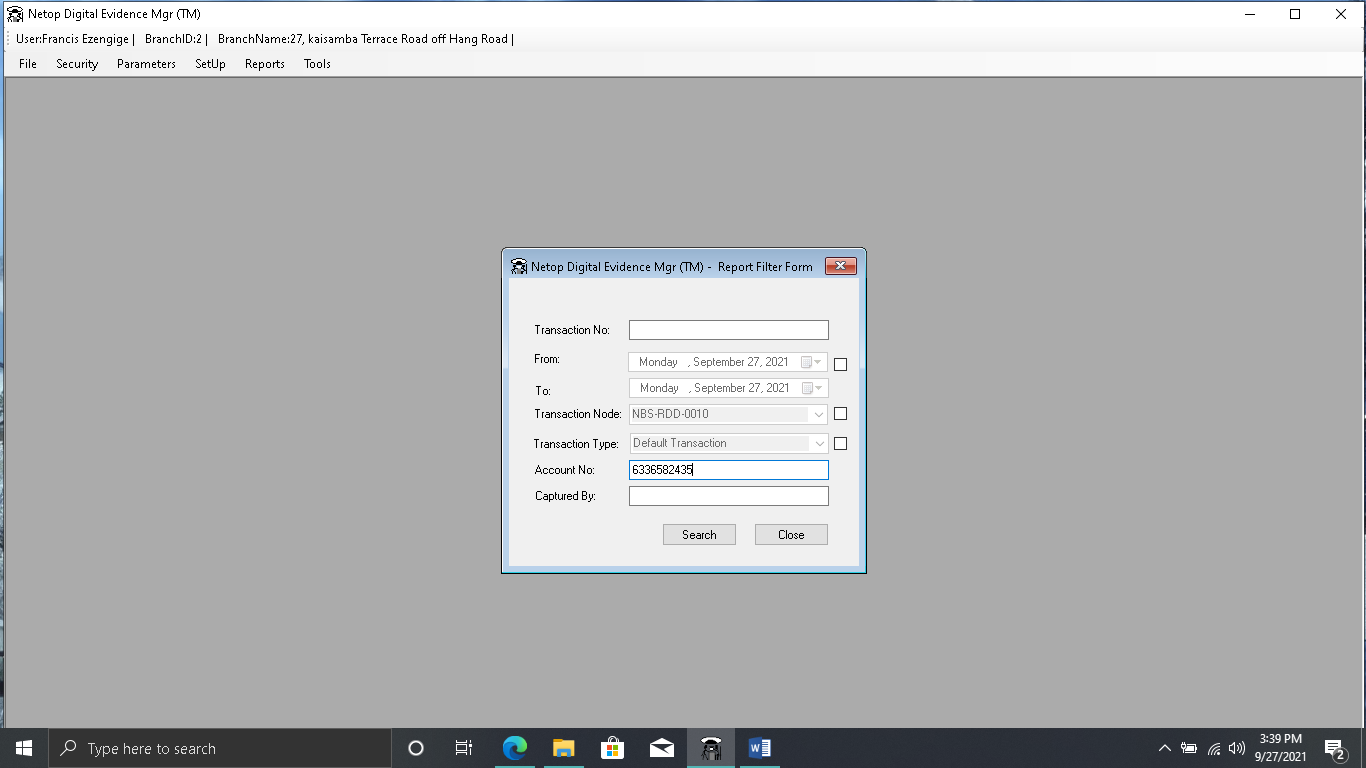 Netop Digital Evidence Mgr (TM)
User:Francis Ezengige | BranchID:2 | BranchName:27, kaisamba Terrace Road off Hang Road |
File Security Parameters SetUp Reports Tools
Netop Digital Evidence Mgr (TM) - Report Filter Form
Transaction No:
From: Monday , September 27, 2021
To: Monday , September 27, 2021
Transaction Node: NBS-RDD-0010
Transaction Type: Default Transaction
Account No: 6336582435
Captured By:
Search Close
Type here to search
3:39 PM
9/27/2021
2